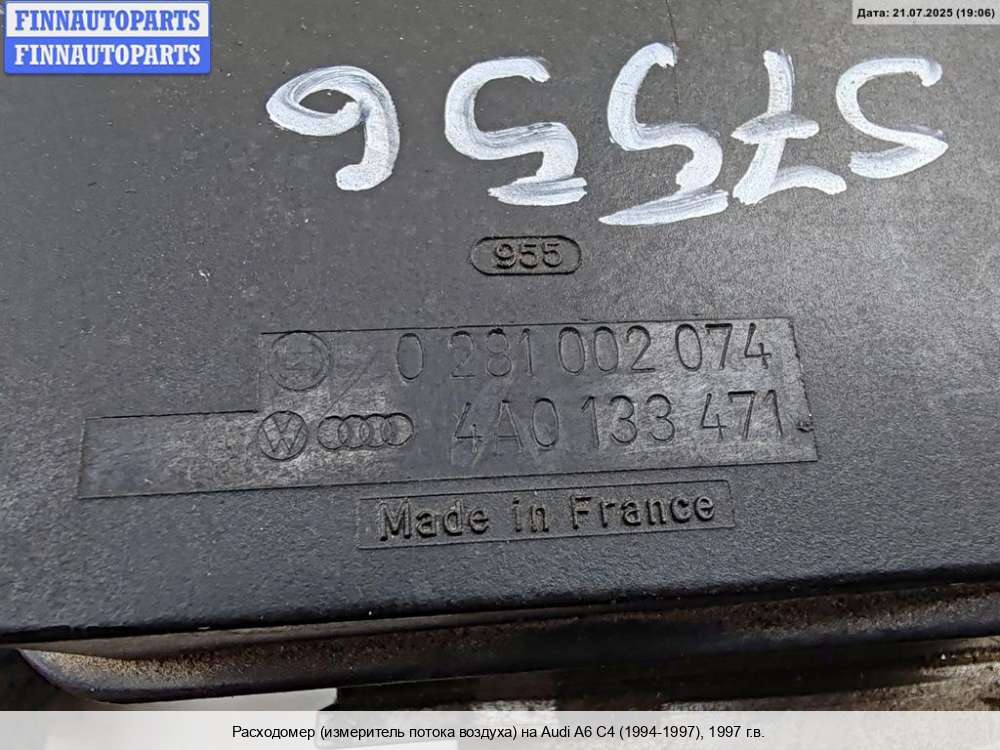 FINNAUTOPARTS
FINNAUTOPARTS
Дата: 21.07.2025 (19:06)
57556
955
0 281 002 074
4A0 133 471
Made in France
Расходомер (измеритель потока воздуха) на Audi A6 C4 (1994-1997), 1997 г.в.